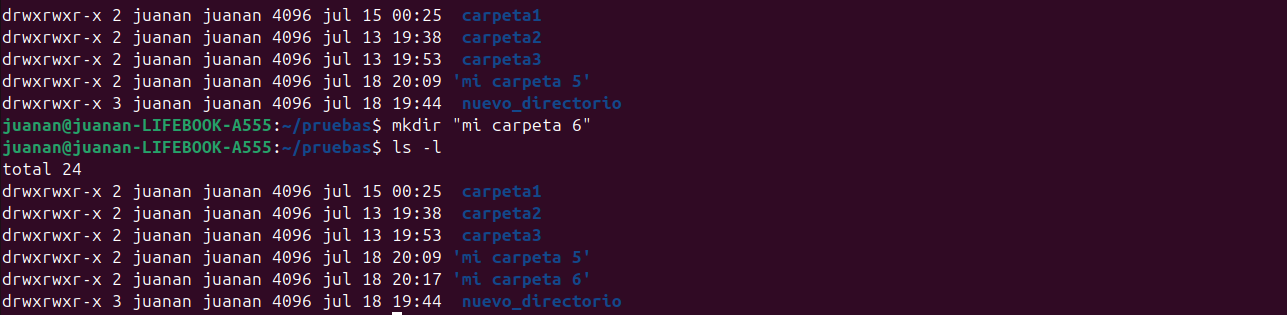 drwxrwxr-x 2 juanan juanan 4096 jul 15 00:25  carpeta1
drwxrwxr-x 2 juanan juanan 4096 jul 13 19:38  carpeta2
drwxrwxr-x 2 juanan juanan 4096 jul 13 19:53  carpeta3
drwxrwxr-x 2 juanan juanan 4096 jul 18 20:09 'mi carpeta 5'
drwxrwxr-x 3 juanan juanan 4096 jul 18 19:44  nuevo_directorio
juanan@juanan-LIFEBOOK-A555:~/pruebas$ mkdir "mi carpeta 6"
juanan@juanan-LIFEBOOK-A555:~/pruebas$ ls -l
total 24
drwxrwxr-x 2 juanan juanan 4096 jul 15 00:25  carpeta1
drwxrwxr-x 2 juanan juanan 4096 jul 13 19:38  carpeta2
drwxrwxr-x 2 juanan juanan 4096 jul 13 19:53  carpeta3
drwxrwxr-x 2 juanan juanan 4096 jul 18 20:09 'mi carpeta 5'
drwxrwxr-x 2 juanan juanan 4096 jul 18 20:17 'mi carpeta 6'
drwxrwxr-x 3 juanan juanan 4096 jul 18 19:44  nuevo_directorio